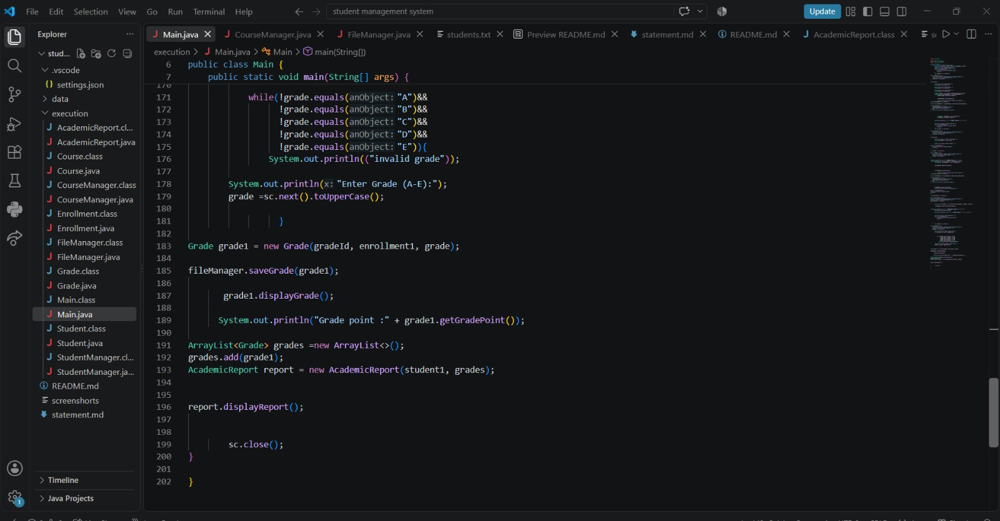 File Edit Selection View Go Run Terminal Help
student management system
Update
Explorer
Main.java CourseManager.java FileManager.java students.txt Preview README.md statement.md README.md AcademicReport.class
stud...
execution > Main.java > Main > main(String[])
.vscode
settings.json
data
execution
AcademicReport.cl...
AcademicReport.java
Course.class
Course.java
CourseManager.class
CourseManager.java
Enrollment.class
Enrollment.java
FileManager.class
FileManager.java
Grade.class
Grade.java
Main.class
Main.java
Student.class
Student.java
StudentManager.cl...
StudentManager.ja...
README.md
screenshorts
statement.md
Timeline
Java Projects
1
6 public class Main {
7 public static void main(String[] args) {
170
171 while(!grade.equals(anObject: "A")&&
172 !grade.equals(anObject: "B")&&
173 !grade.equals(anObject: "C")&&
174 !grade.equals(anObject: "D")&&
175 !grade.equals(anObject: "E")){
176 System.out.println(("invalid grade"));
177
178 System.out.println(x: "Enter Grade (A-E):");
179 grade =sc.next().toUpperCase();
180
181 }
182
183 Grade grade1 = new Grade(gradeId, enrollment1, grade);
184
185 fileManager.saveGrade(grade1);
186
187 grade1.displayGrade();
188
189 System.out.println("Grade point :" + grade1.getGradePoint());
190
191 ArrayList<Grade> grades =new ArrayList<>();
192 grades.add(grade1);
193 AcademicReport report = new AcademicReport(student1, grades);
194
195
196 report.displayReport();
197
198
199 sc.close();
200 }
201
202 }